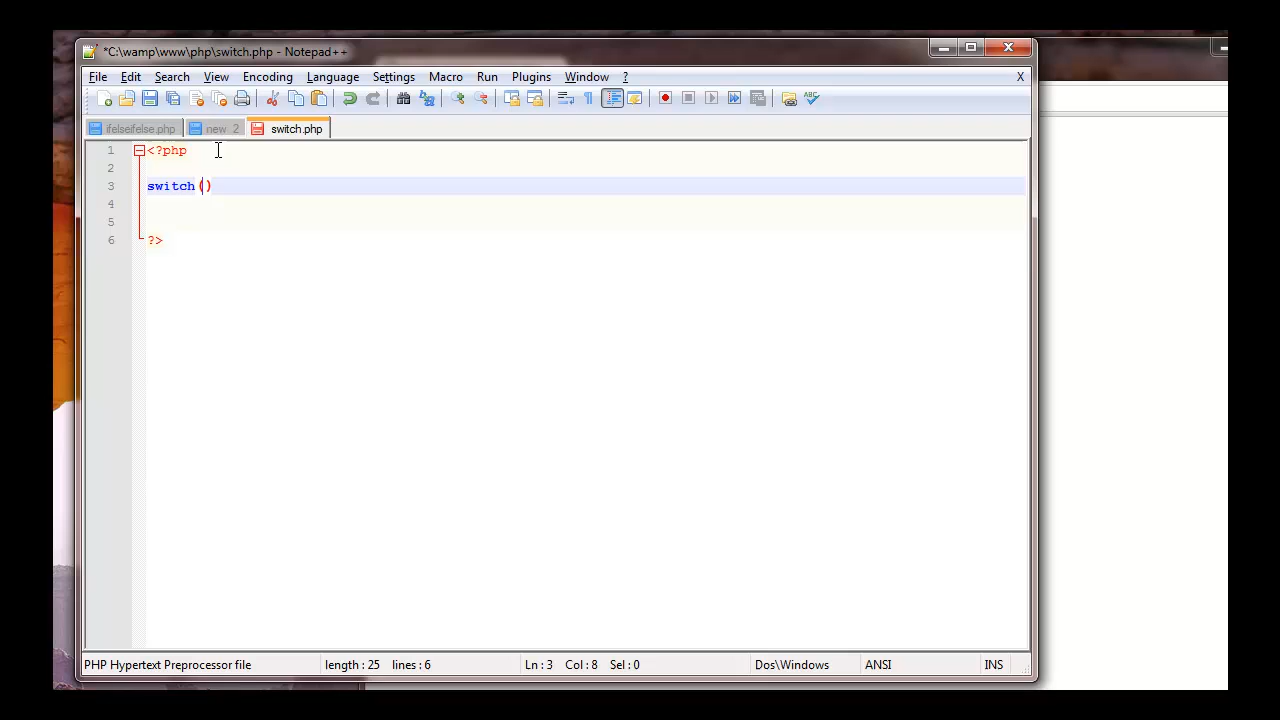 *C:\wamp\www\php\switch.php - Notepad++
File Edit Search View Encoding Language Settings Macro Run Plugins Window ? X
ifelseifelse.php new 2 switch.php
1 <?php
2
3 switch()
4
5
6 ?>
PHP Hypertext Preprocessor file length : 25 lines : 6 Ln : 3 Col : 8 Sel : 0 Dos\Windows ANSI INS